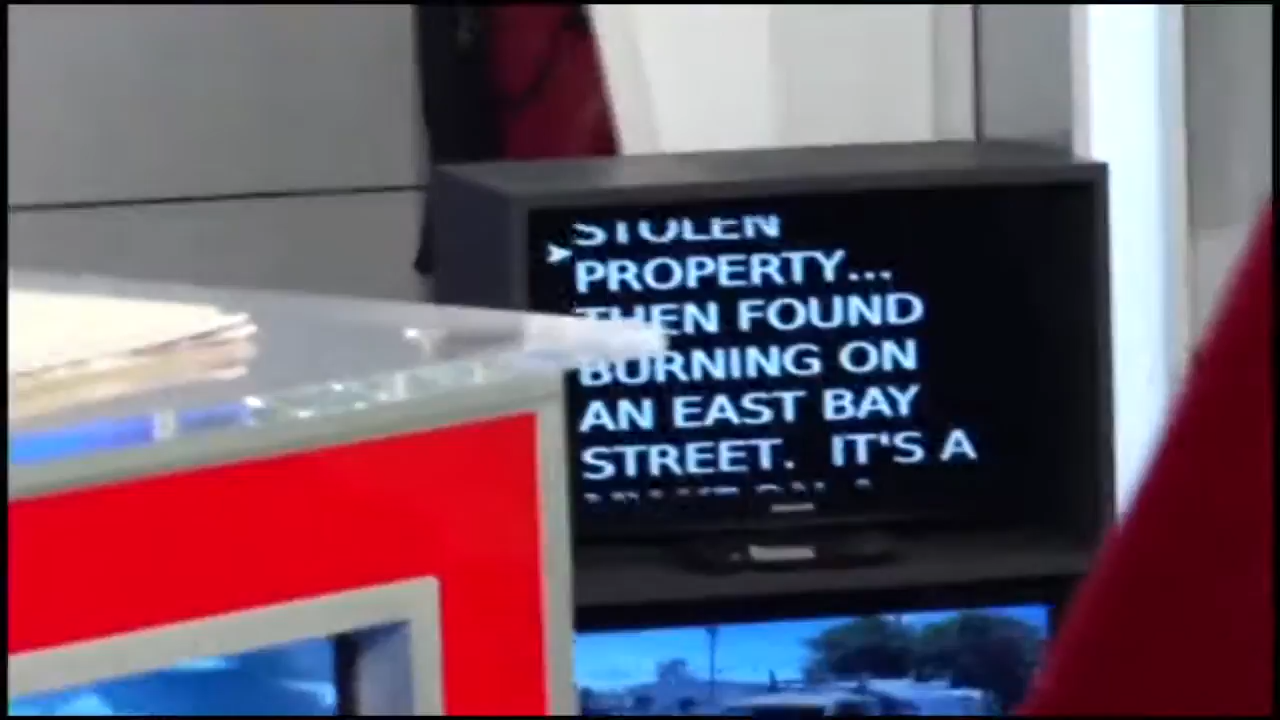 STOLEN
PROPERTY...
THEN FOUND
BURNING ON
AN EAST BAY
STREET. IT'S A